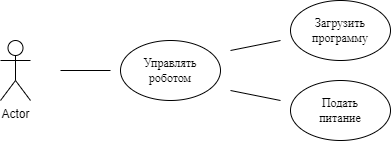 Загрузить
программу
Управлять
роботом
Подать
питание
Actor